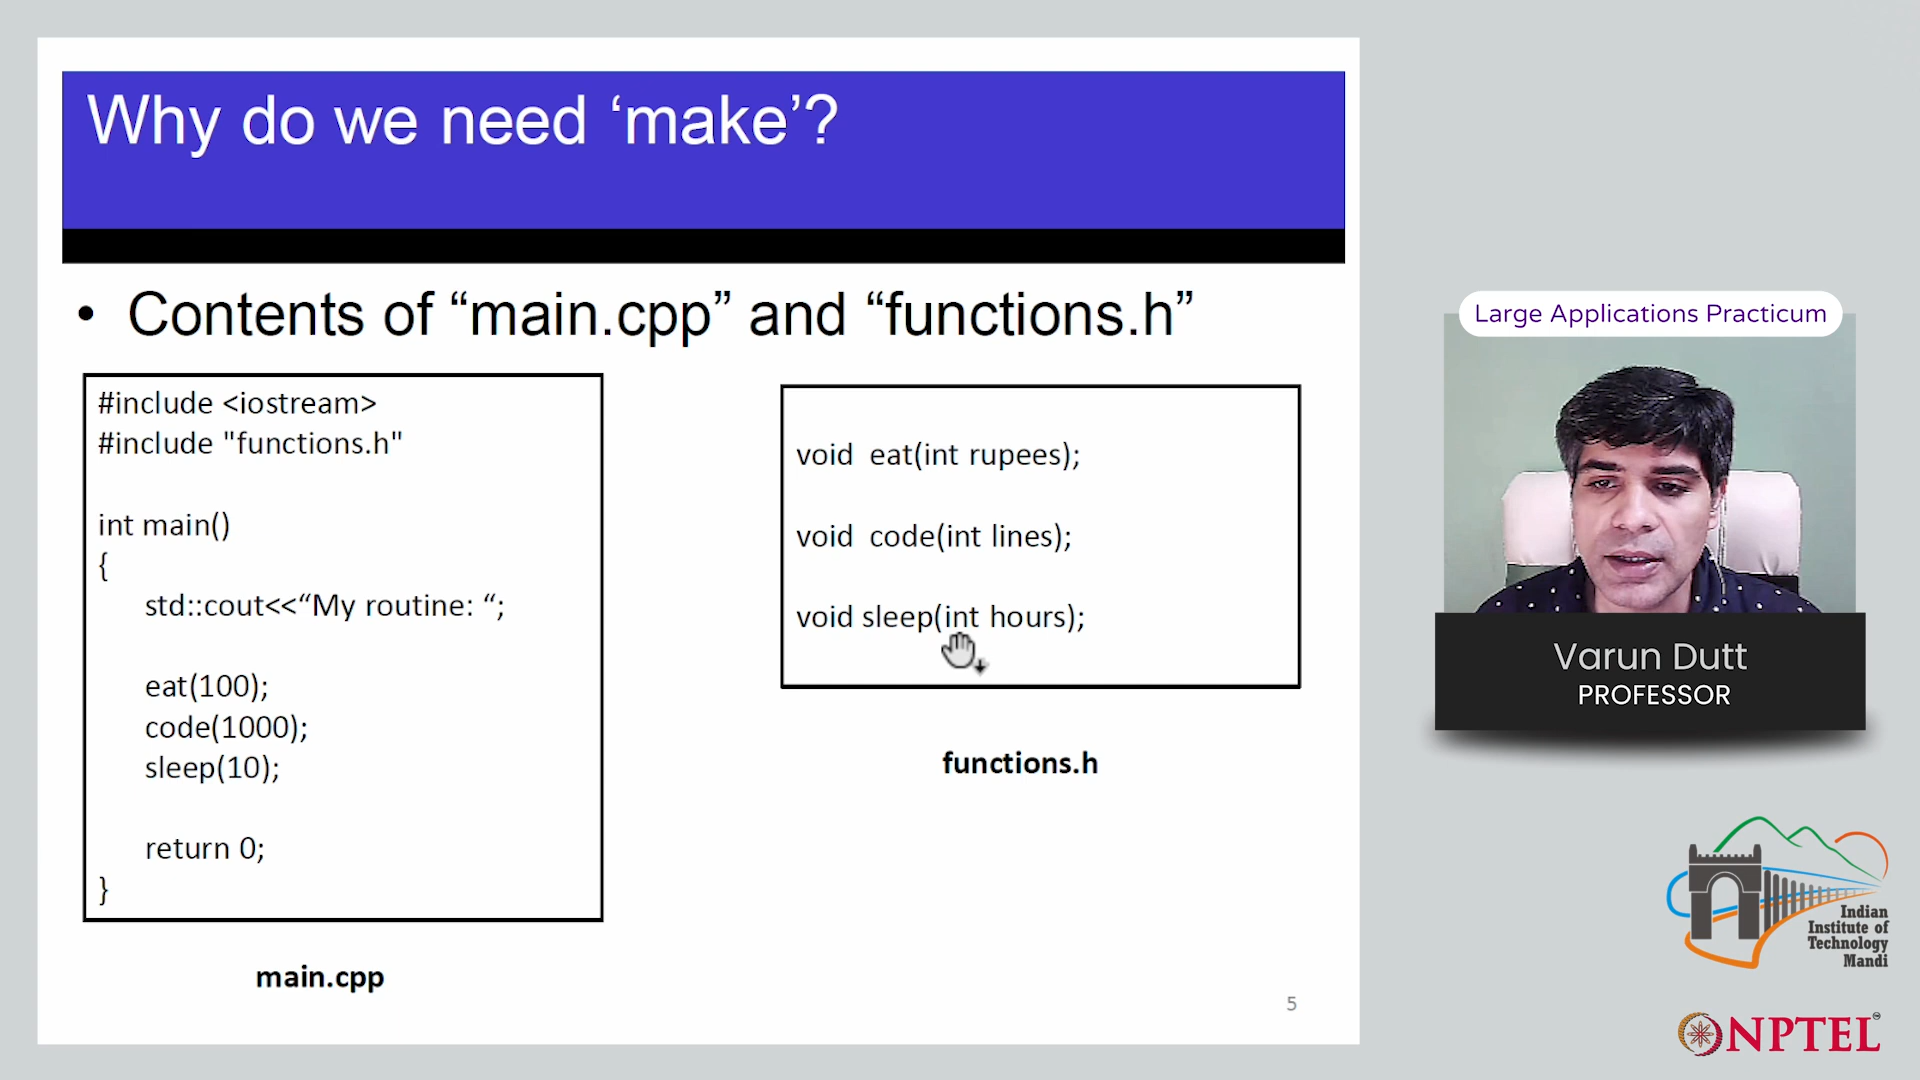 Why do we need ‘make’?
• Contents of “main.cpp” and “functions.h”
#include <iostream>
#include "functions.h"
int main()
{
std::cout<<“My routine: “;
eat(100);
code(1000);
sleep(10);
return 0;
}
main.cpp
void eat(int rupees);
void code(int lines);
void sleep(int hours);
functions.h
5
Large Applications Practicum
Varun Dutt
PROFESSOR
Indian
Institute of
Technology
Mandi
NPTEL